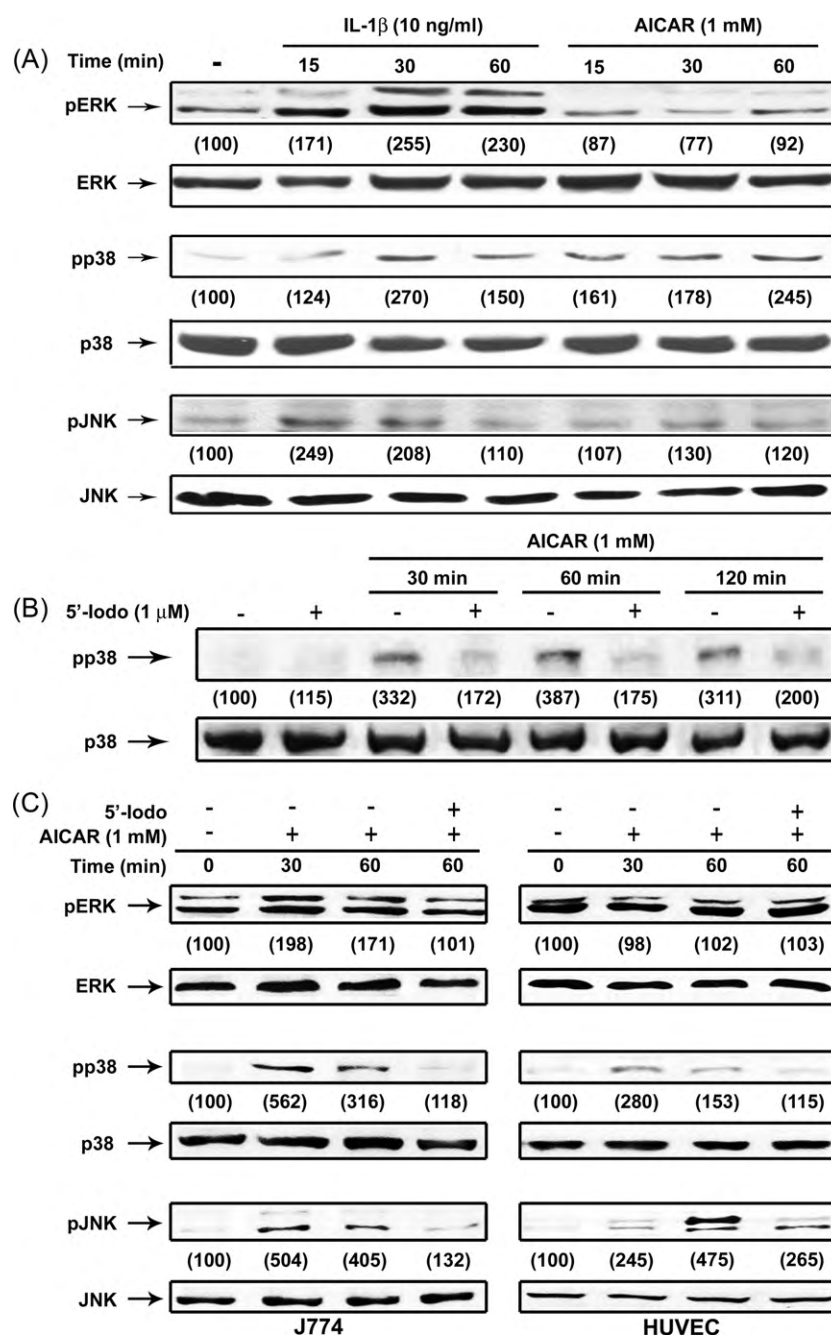 IL-1β (10 ng/ml) AICAR (1 mM)
(A) Time (min) - 15 30 60 15 30 60
pERK
(100) (171) (255) (230) (87) (77) (92)
ERK
pp38
(100) (124) (270) (150) (161) (178) (245)
p38
pJNK
(100) (249) (208) (110) (107) (130) (120)
JNK
AICAR (1 mM)
30 min 60 min 120 min
(B) 5'-Iodo (1 μM) - + - + - + - +
pp38
(100) (115) (332) (172) (387) (175) (311) (200)
p38
(C) 5'-Iodo - - - + - - - +
AICAR (1 mM) - + + + - + + +
Time (min) 0 30 60 60 0 30 60 60
pERK
(100) (198) (171) (101) (100) (98) (102) (103)
ERK
pp38
(100) (562) (316) (118) (100) (280) (153) (115)
p38
pJNK
(100) (504) (405) (132) (100) (245) (475) (265)
JNK
J774 HUVEC